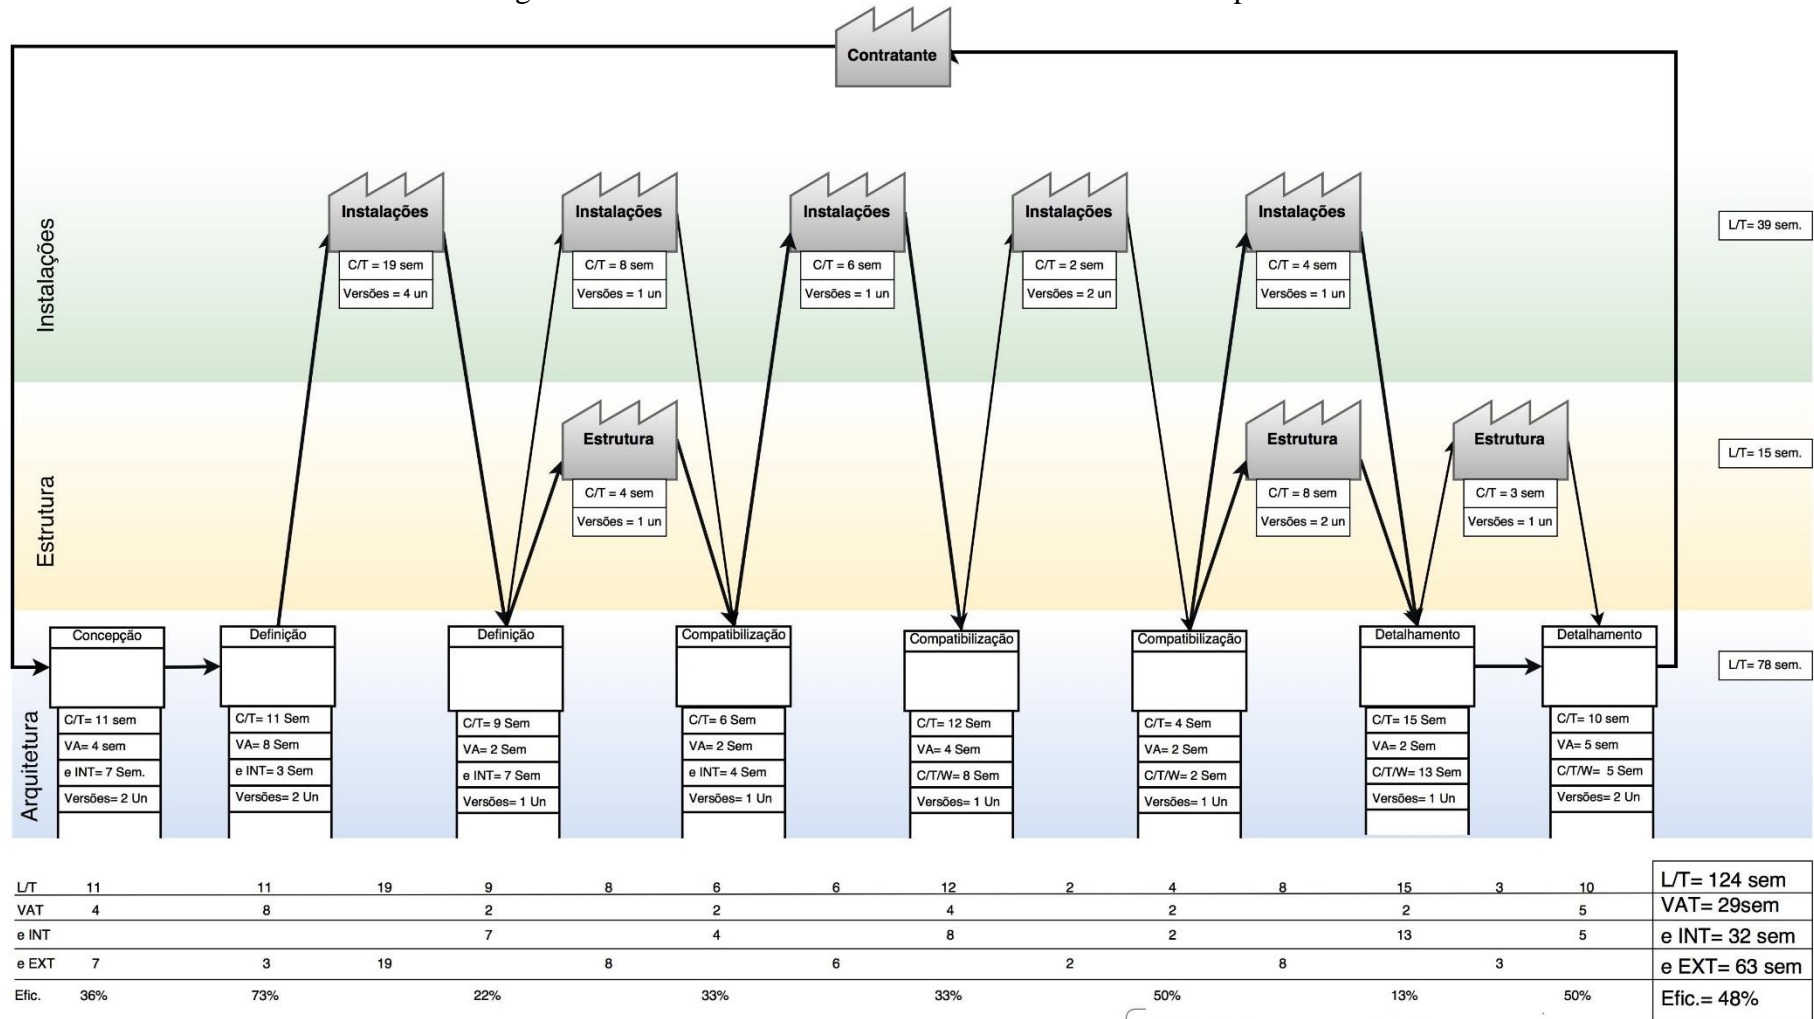 Contratante
Instalações
Instalações
Instalações
Instalações
Instalações
Instalações
C/T = 19 sem
C/T = 8 sem
C/T = 6 sem
C/T = 2 sem
C/T = 4 sem
Versões = 4 un
Versões = 1 un
Versões = 1 un
Versões = 2 un
Versões = 1 un
L/T= 39 sem.
Estrutura
Estrutura
Estrutura
Estrutura
C/T = 4 sem
C/T = 8 sem
C/T = 3 sem
Versões = 1 un
Versões = 2 un
Versões = 1 un
L/T= 15 sem.
Arquitetura
Concepção
C/T= 11 sem
VA= 4 sem
e INT= 7 Sem.
Versões= 2 Un
Definição
C/T= 11 Sem
VA= 8 Sem
e INT= 3 Sem
Versões= 2 Un
Definição
C/T= 9 Sem
VA= 2 Sem
e INT= 7 Sem
Versões= 1 Un
Compatibilização
C/T= 6 Sem
VA= 2 Sem
e INT= 4 Sem
Versões= 1 Un
Compatibilização
C/T= 12 Sem
VA= 4 Sem
C/T/W= 8 Sem
Versões= 1 Un
Compatibilização
C/T= 4 Sem
VA= 2 Sem
C/T/W= 2 Sem
Versões= 1 Un
Detalhamento
C/T= 15 Sem
VA= 2 Sem
C/T/W= 13 Sem
Versões= 1 Un
Detalhamento
C/T= 10 sem
VA= 5 sem
C/T/W= 5 Sem
Versões= 2 Un
L/T= 78 sem.
L/T 11 11 19 9 8 6 6 12 2 4 8 15 3 10 L/T= 124 sem
VAT 4 8 2 2 4 2 2 5 VAT= 29sem
e INT 7 4 8 2 13 5 e INT= 32 sem
e EXT 7 3 19 8 6 2 8 3 e EXT= 63 sem
Efic. 36% 73% 22% 33% 33% 50% 13% 50% Efic.= 48%